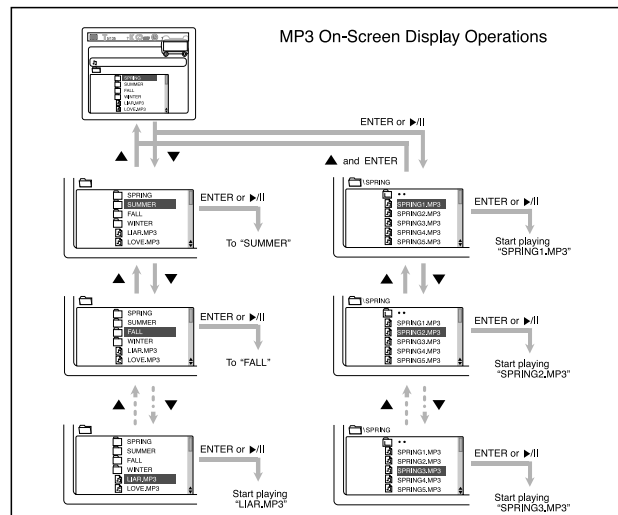 MP3 On-Screen Display Operations
SPRING
SUMMER
FALL
WINTER
LIAR.MP3
LOVE.MP3
ENTER or ▶/II
▲ ▼
▲ and ENTER
SPRING
SUMMER
FALL
WINTER
LIAR.MP3
LOVE.MP3
ENTER or ▶/II
To “SUMMER”
\SPRING
..
SPRING1.MP3
SPRING2.MP3
SPRING3.MP3
SPRING4.MP3
SPRING5.MP3
ENTER or ▶/II
Start playing
“SPRING1.MP3”
▲ ▼
▲ ▼
SPRING
SUMMER
FALL
WINTER
LIAR.MP3
LOVE.MP3
ENTER or ▶/II
To “FALL”
\SPRING
..
SPRING1.MP3
SPRING2.MP3
SPRING3.MP3
SPRING4.MP3
SPRING5.MP3
ENTER or ▶/II
Start playing
“SPRING2.MP3”
▲ ▼
▲ ▼
SPRING
SUMMER
FALL
WINTER
LIAR.MP3
LOVE.MP3
ENTER or ▶/II
Start playing
“LIAR.MP3”
\SPRING
..
SPRING1.MP3
SPRING2.MP3
SPRING3.MP3
SPRING4.MP3
SPRING5.MP3
ENTER or ▶/II
Start playing
“SPRING3.MP3”